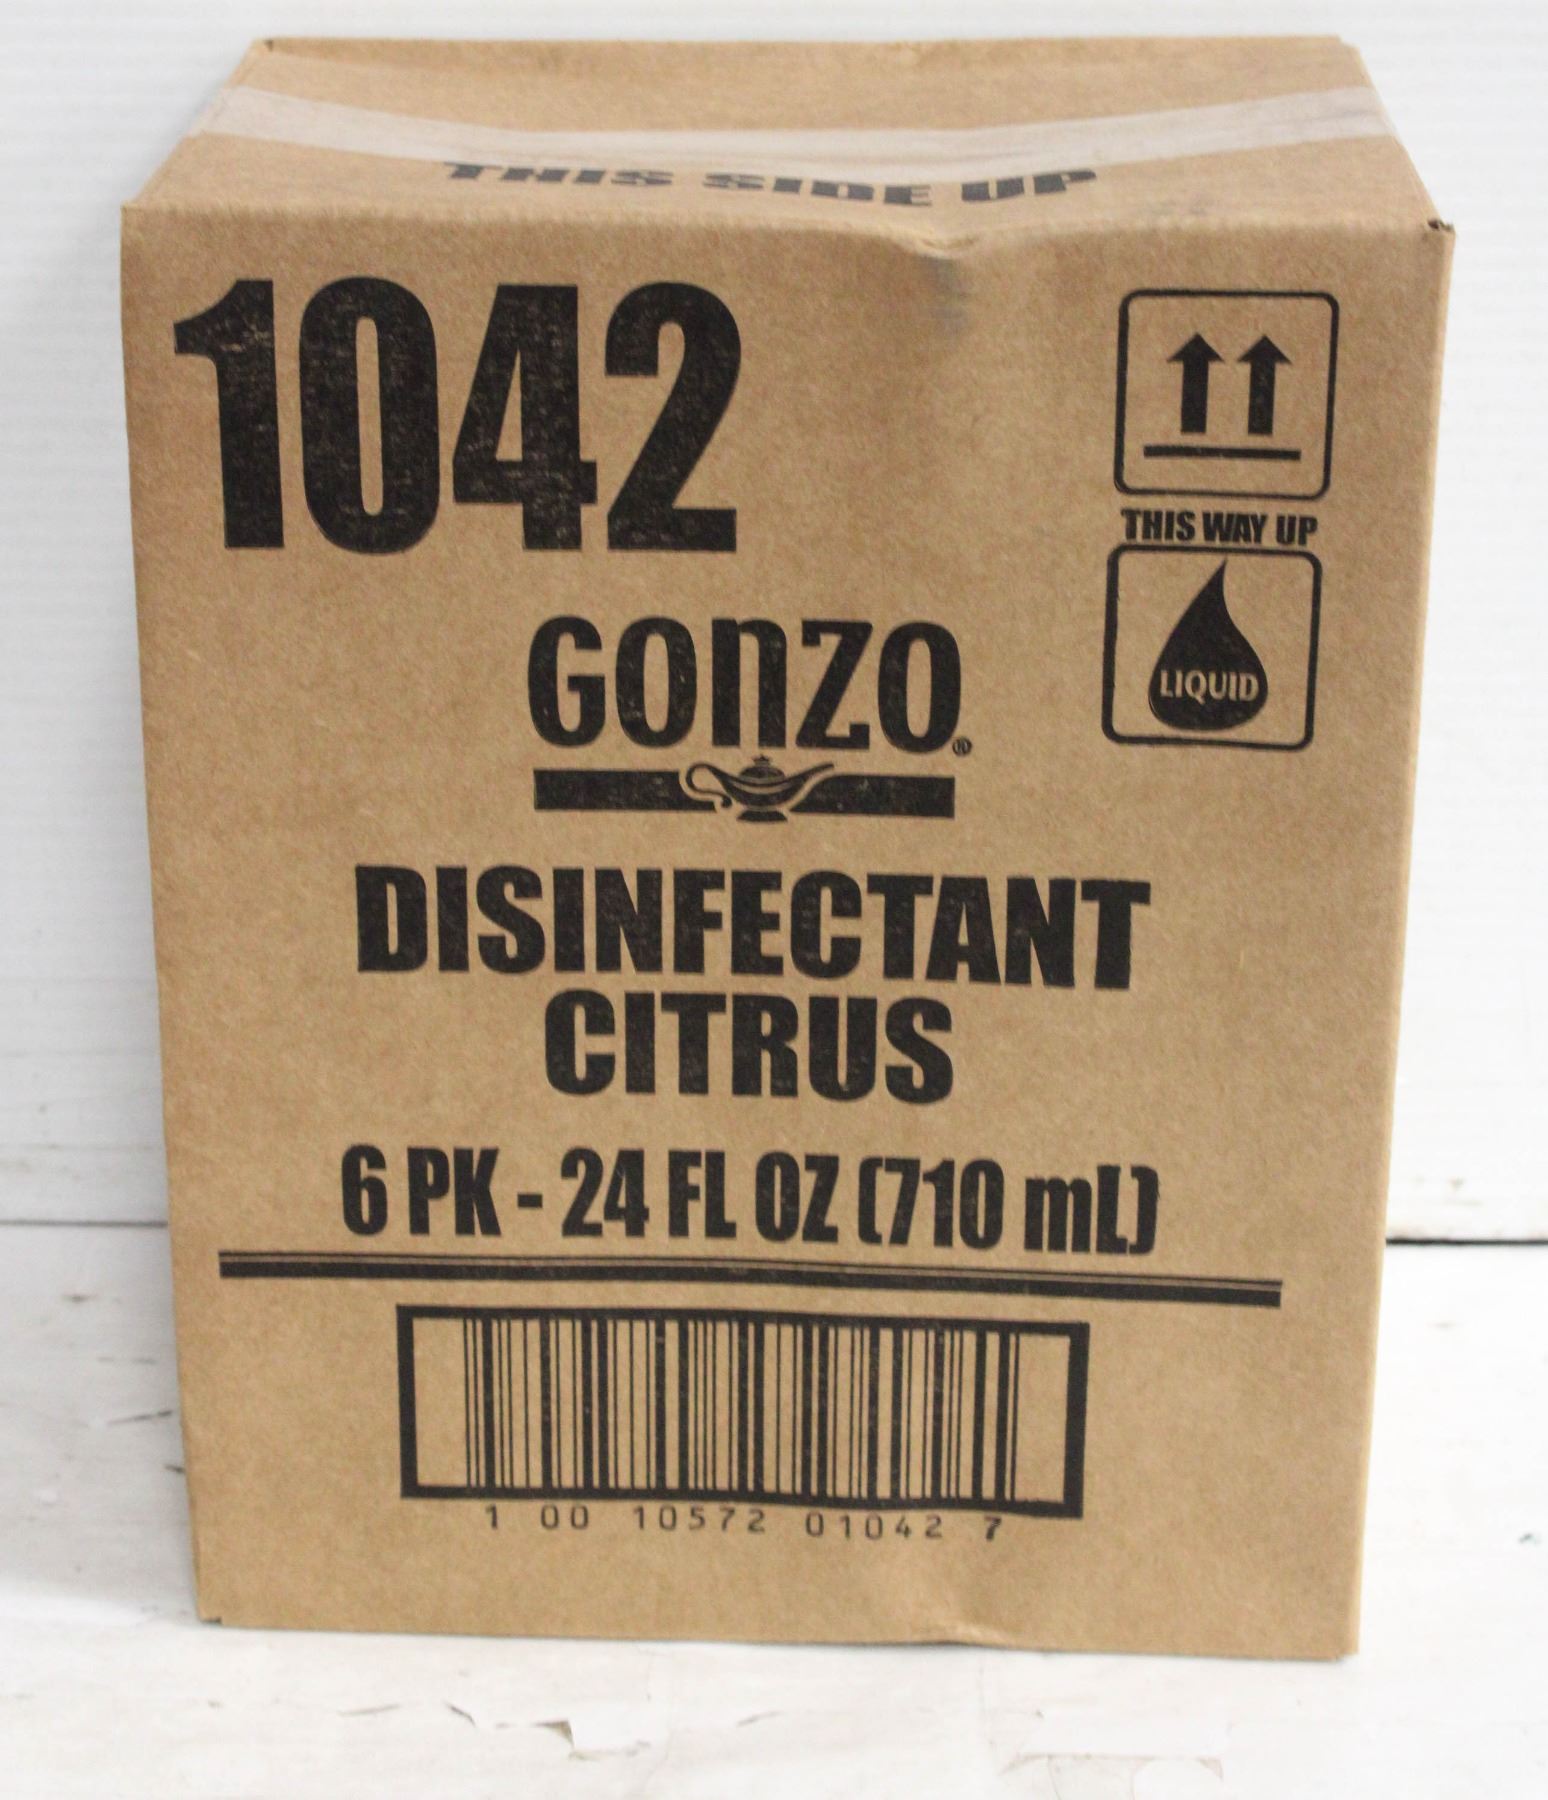 THIS SIDE UP
1042
THIS WAY UP
LIQUID
GONZO®
DISINFECTANT
CITRUS
6 PK - 24 FL OZ (710 mL)
1 00 10572 01042 7